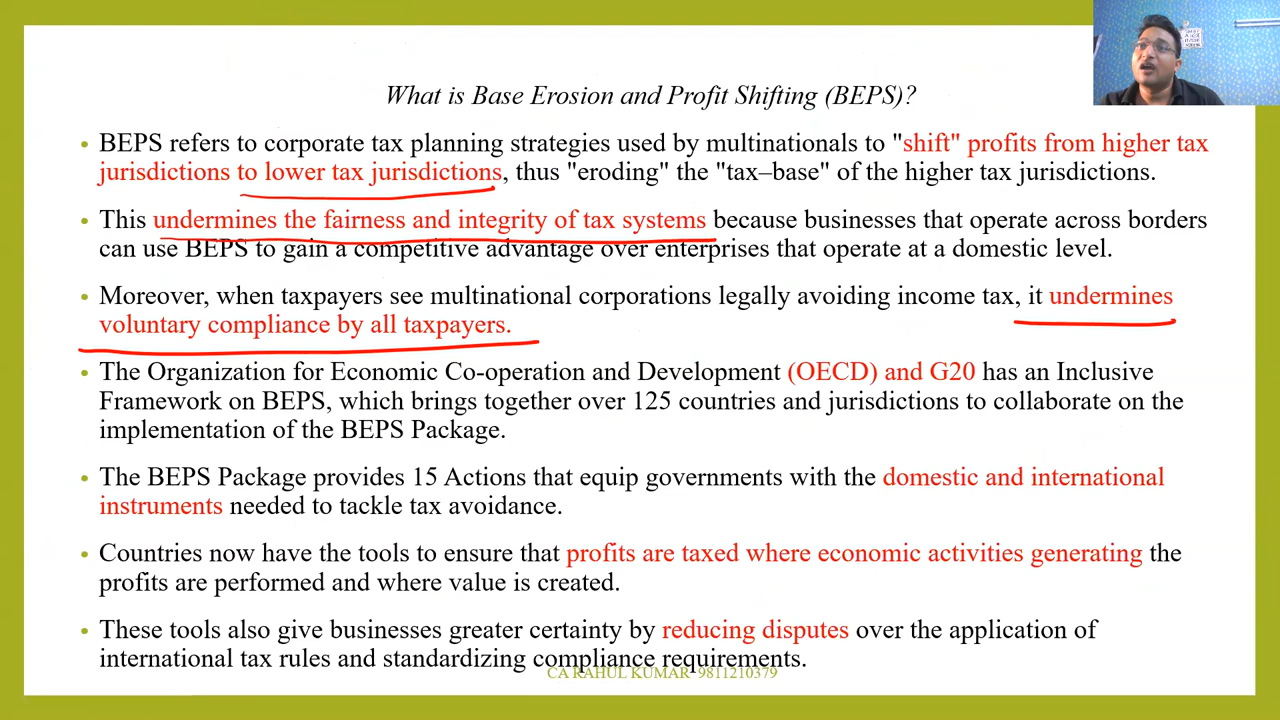 What is Base Erosion and Profit Shifting (BEPS)?
• BEPS refers to corporate tax planning strategies used by multinationals to "shift" profits from higher tax
jurisdictions to lower tax jurisdictions, thus "eroding" the "tax–base" of the higher tax jurisdictions.
• This undermines the fairness and integrity of tax systems because businesses that operate across borders
can use BEPS to gain a competitive advantage over enterprises that operate at a domestic level.
• Moreover, when taxpayers see multinational corporations legally avoiding income tax, it undermines
voluntary compliance by all taxpayers.
• The Organization for Economic Co-operation and Development (OECD) and G20 has an Inclusive
Framework on BEPS, which brings together over 125 countries and jurisdictions to collaborate on the
implementation of the BEPS Package.
• The BEPS Package provides 15 Actions that equip governments with the domestic and international
instruments needed to tackle tax avoidance.
• Countries now have the tools to ensure that profits are taxed where economic activities generating the
profits are performed and where value is created.
• These tools also give businesses greater certainty by reducing disputes over the application of
international tax rules and standardizing compliance requirements.
CA RAHUL KUMAR 9811210379